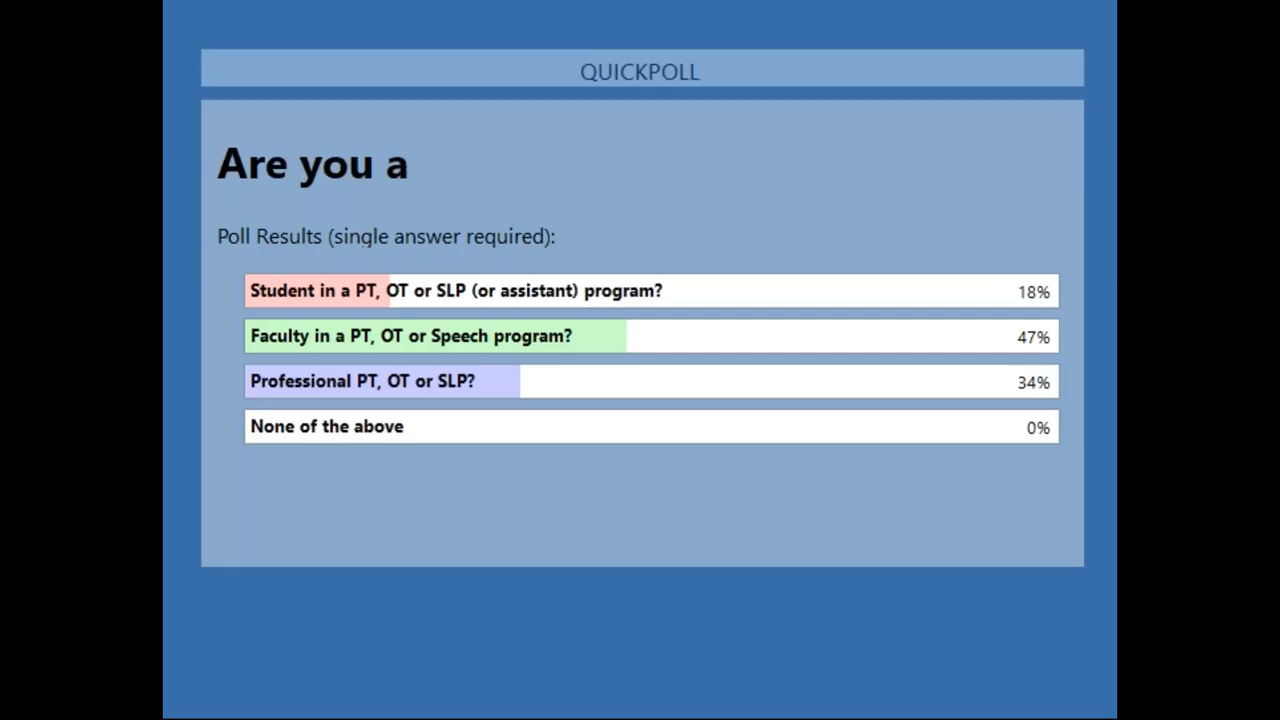 QUICKPOLL
Are you a
Poll Results (single answer required):
Student in a PT, OT or SLP (or assistant) program? 18%
Faculty in a PT, OT or Speech program? 47%
Professional PT, OT or SLP? 34%
None of the above 0%